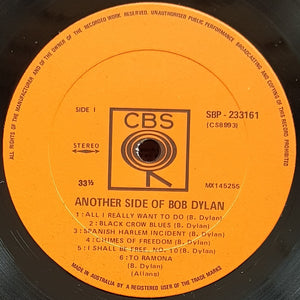 ALL RIGHTS OF THE MANUFACTURER AND OF THE OWNER OF THE RECORDED WORK RESERVED. UNAUTHORISED PUBLIC PERFORMANCE BROADCASTING AND COPYING OF THIS RECORD PROHIBITED
CBS
SIDE I
SBP - 233161
(CS8993)
STEREO
33⅓
MX145255
ANOTHER SIDE OF BOB DYLAN
1: ALL I REALLY WANT TO DO (B. Dylan)
2: BLACK CROW BLUES (B. Dylan)
3: SPANISH HARLEM INCIDENT (B. Dylan)
4: CHIMES OF FREEDOM (B. Dylan)
5: I SHALL BE FREE, NO. 10 (B. Dylan)
6: TO RAMONA
(B. Dylan)
(Allans)
MADE IN AUSTRALIA BY A REGISTERED USER OF THE TRADE MARKS